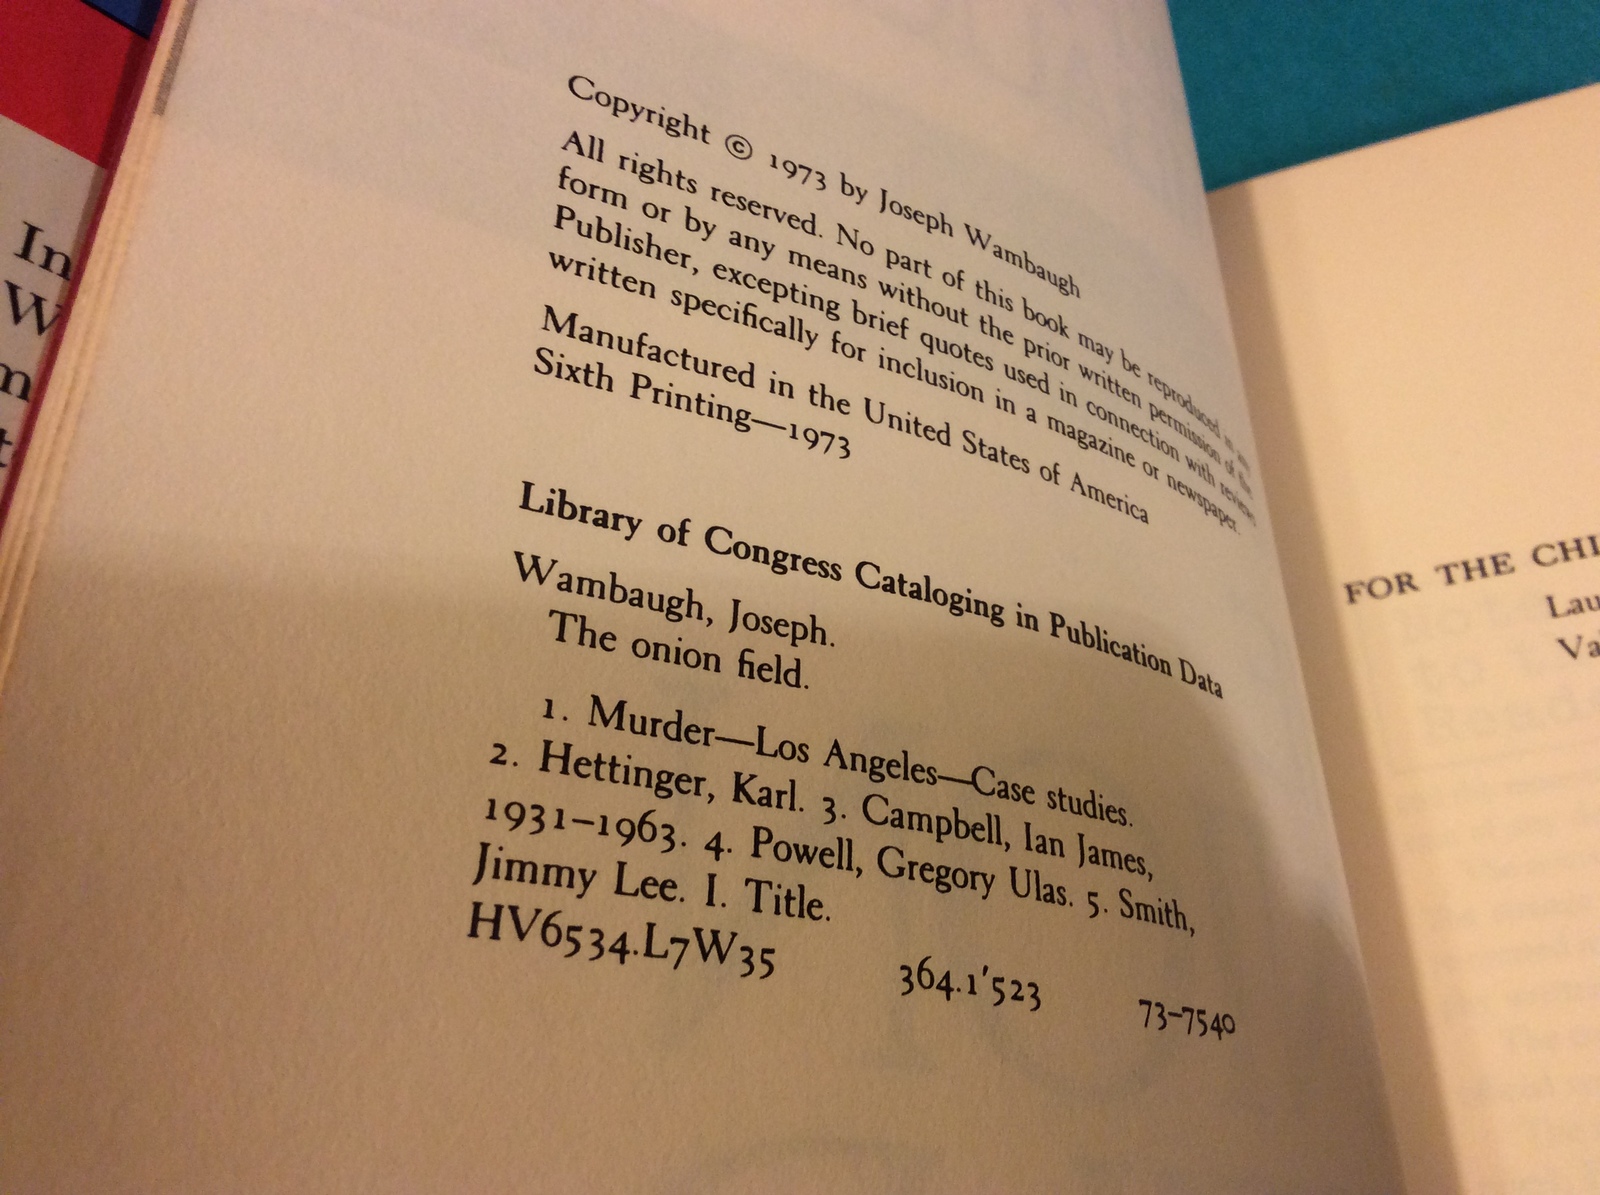 Copyright © 1973 by Joseph Wambaugh
All rights reserved. No part of this book may be reproduced in any
form or by any means without the prior written permission of the
Publisher, excepting brief quotes used in connection with reviews
written specifically for inclusion in a magazine or newspaper.
Manufactured in the United States of America
Sixth Printing—1973
Library of Congress Cataloging in Publication Data
Wambaugh, Joseph.
The onion field.
1. Murder—Los Angeles—Case studies.
2. Hettinger, Karl. 3. Campbell, Ian James,
1931–1963. 4. Powell, Gregory Ulas. 5. Smith,
Jimmy Lee. I. Title.
HV6534.L7W35 364.1'523 73-7540
In
W
FOR THE CHI
Lau
Va